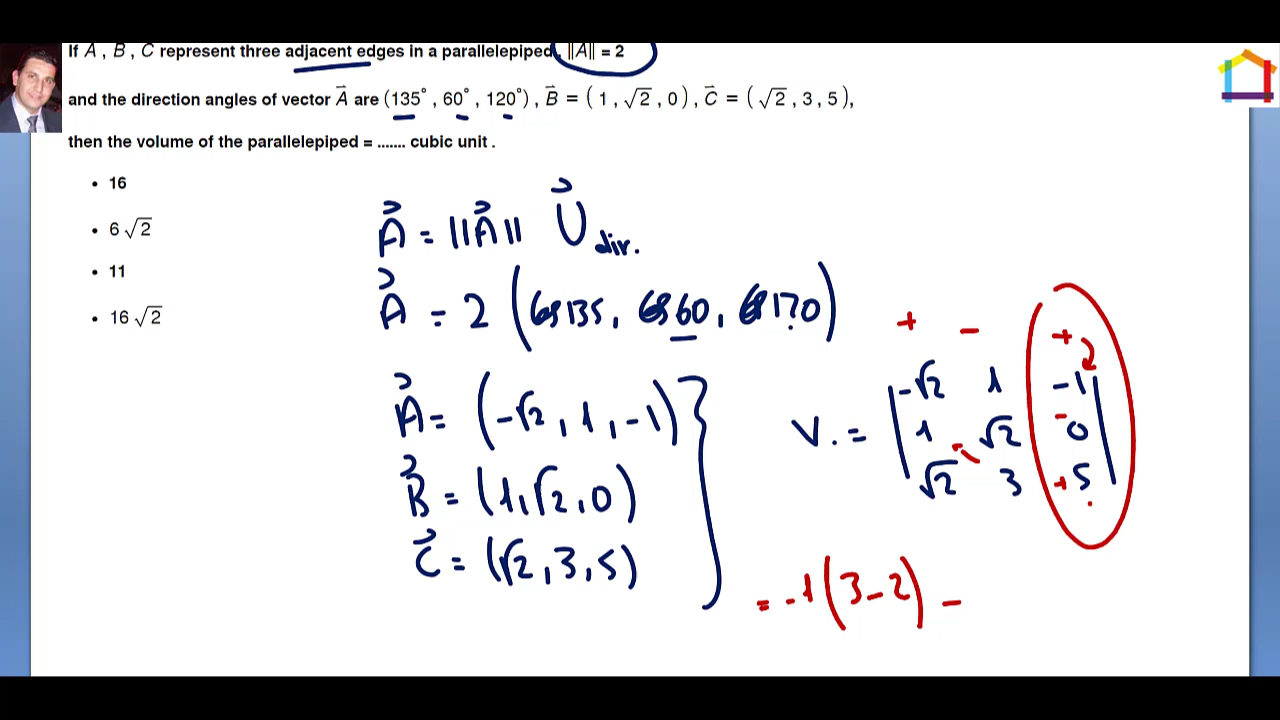 If A , B , C represent three adjacent edges in a parallelepiped, ||A|| = 2
and the direction angles of vector A⃗ are (135° , 60° , 120°) , B⃗ = ( 1 , √2 , 0) , C⃗ = ( √2 , 3 , 5) ,
then the volume of the parallelepiped = ....... cubic unit .
• 16
• 6 √2
• 11
• 16 √2
A⃗ = ||A⃗|| U⃗ dir.
A⃗ = 2 (cos 135, cos 60, cos 120)
A⃗ = (-√2, 1, -1)
B⃗ = (1, √2, 0)
C⃗ = (√2, 3, 5)
+ - +
V. = | -√2 1 -1 |
| 1 √2 - 0 |
| √2 3 + 5 |
= -1 (3 - 2) -